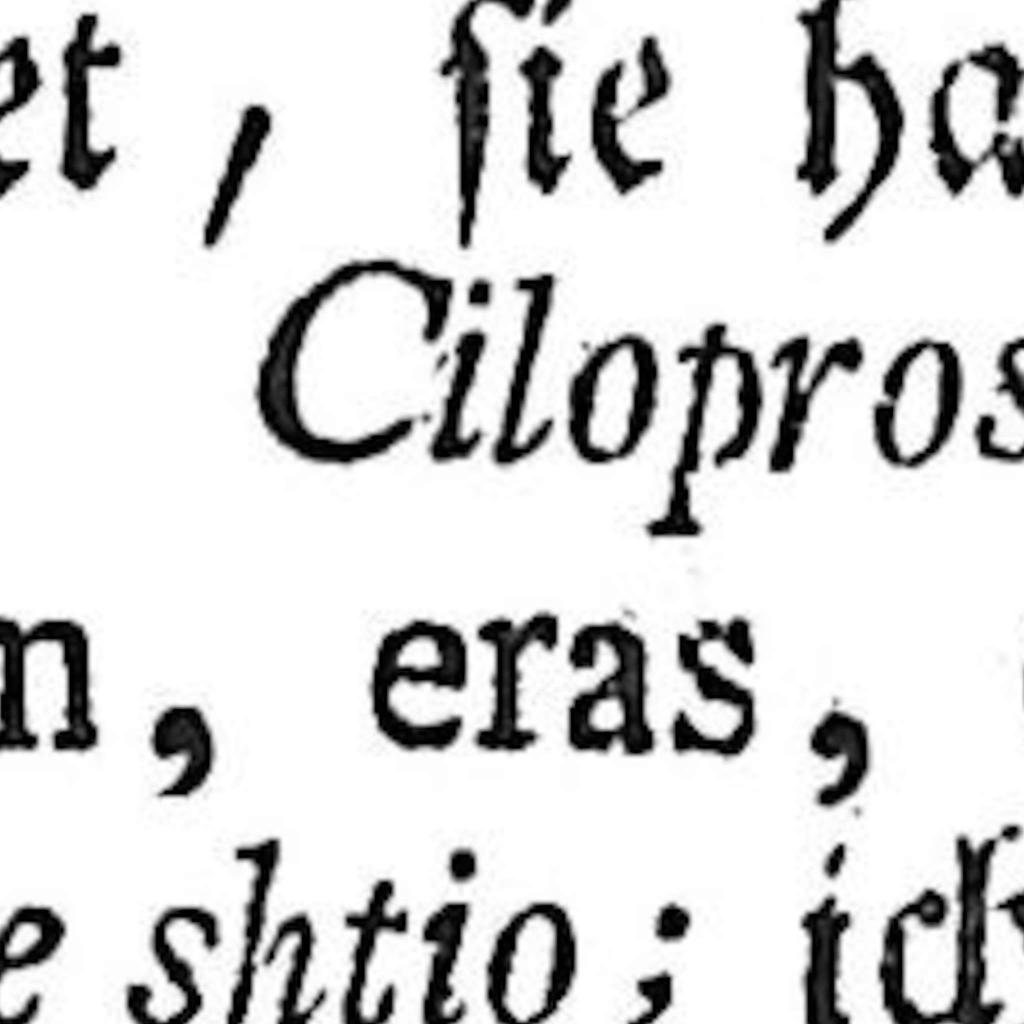 et, ſie ha
Cilopros
n, eras,
e shtio; ich